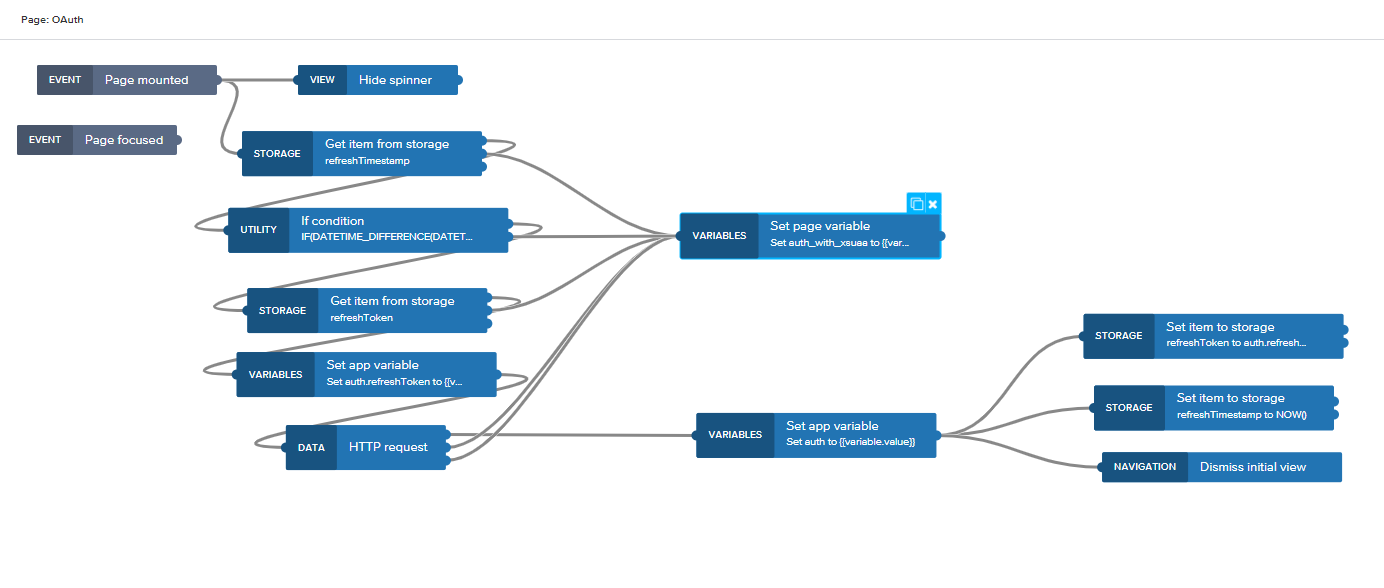 Page: OAuth
EVENT Page mounted
VIEW Hide spinner
EVENT Page focused
STORAGE
Get item from storage
refreshTimestamp
UTILITY
If condition
IF(DATETIME_DIFFERENCE(DATET...
VARIABLES
Set page variable
Set auth_with_xsuaa to {{var...
STORAGE
Get item from storage
refreshToken
STORAGE
Set item to storage
refreshToken to auth.refresh...
VARIABLES
Set app variable
Set auth.refreshToken to {{v...
STORAGE
Set item to storage
refreshTimestamp to NOW()
DATA HTTP request
VARIABLES
Set app variable
Set auth to {{variable.value}}
NAVIGATION Dismiss initial view